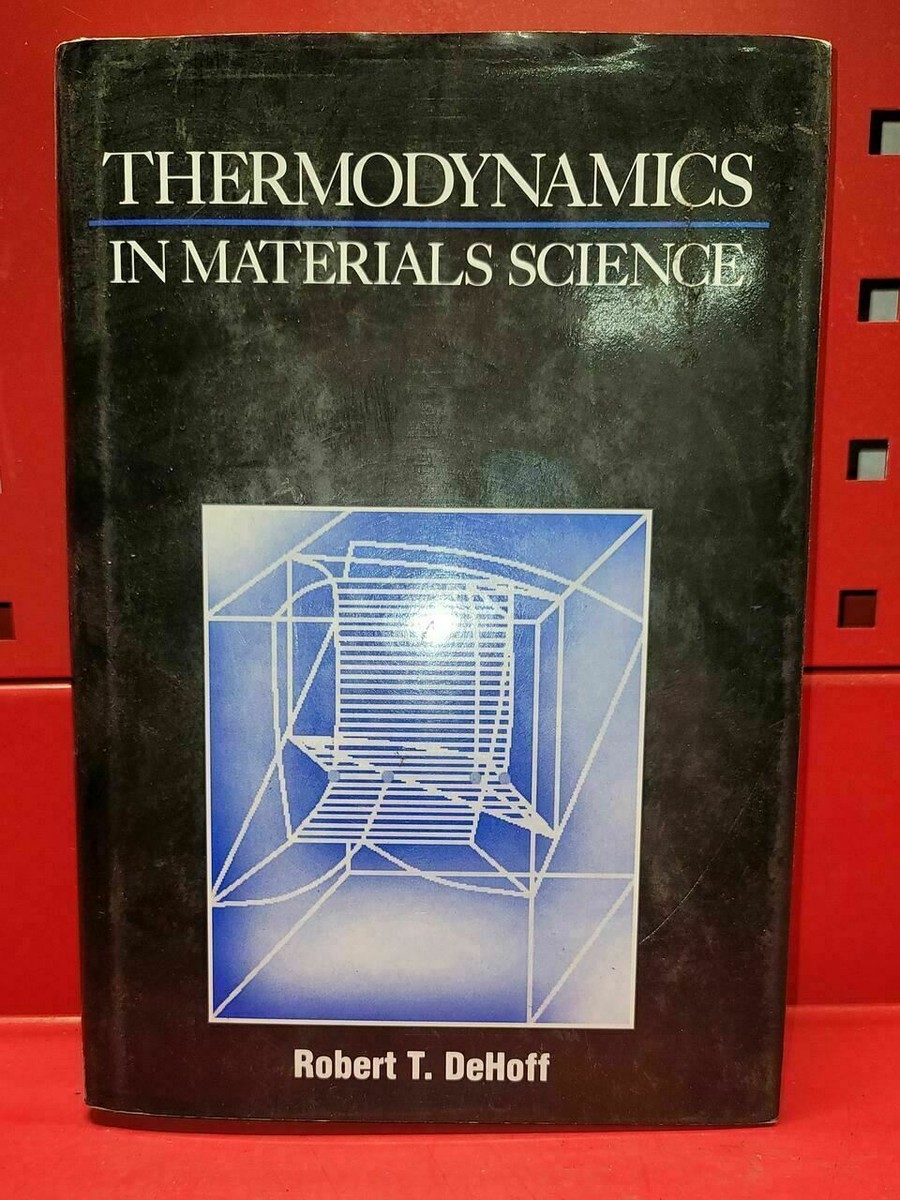 THERMODYNAMICS
IN MATERIALS SCIENCE
Robert T. DeHoff